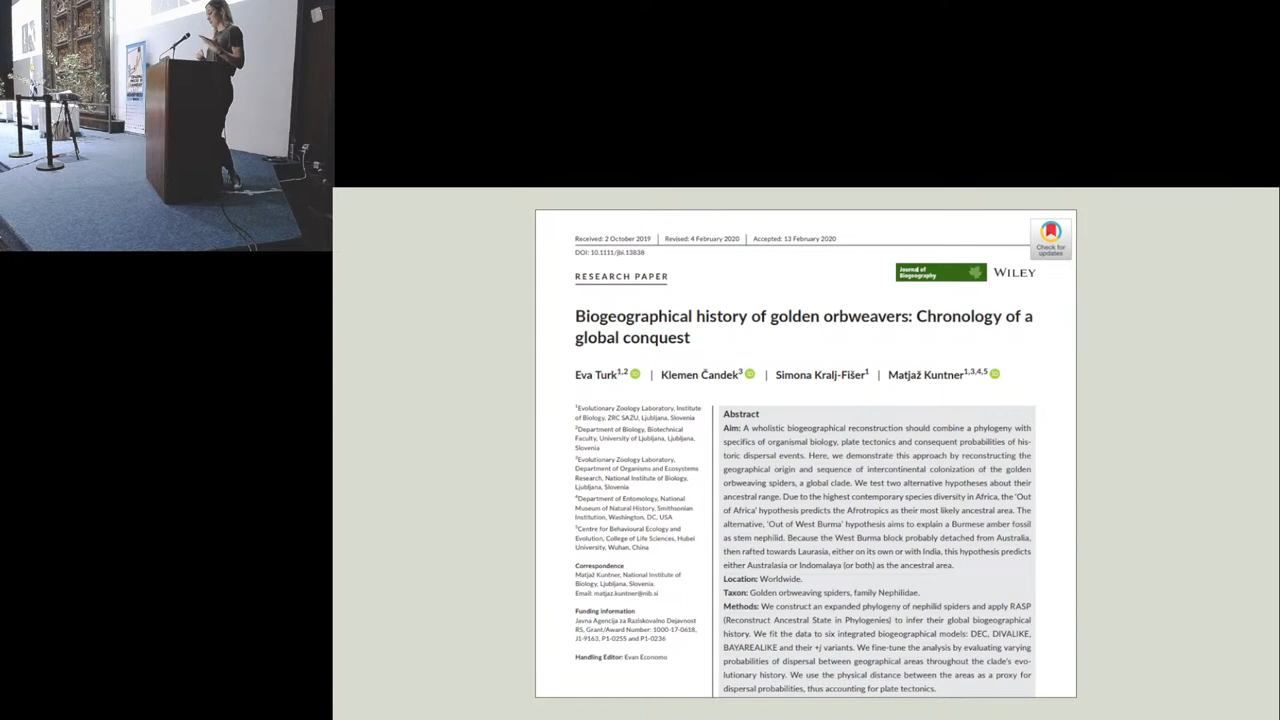 Received: 2 October 2019 | Revised: 4 February 2020 | Accepted: 13 February 2020
DOI: 10.1111/jbi.13838
Check for
updates
RESEARCH PAPER
Journal of
Biogeography
WILEY
Biogeographical history of golden orbweavers: Chronology of a
global conquest
Eva Turk1,2 | Klemen Čandek3 | Simona Kralj-Fišer1 | Matjaž Kuntner1,3,4,5
1Evolutionary Zoology Laboratory, Institute
of Biology, ZRC SAZU, Ljubljana, Slovenia
2Department of Biology, Biotechnical
Faculty, University of Ljubljana, Ljubljana,
Slovenia
3Evolutionary Zoology Laboratory,
Department of Organisms and Ecosystems
Research, National Institute of Biology,
Ljubljana, Slovenia
4Department of Entomology, National
Museum of Natural History, Smithsonian
Institution, Washington, DC, USA
5Centre for Behavioural Ecology and
Evolution, College of Life Sciences, Hubei
University, Wuhan, China
Correspondence
Matjaž Kuntner, National Institute of
Biology, Ljubljana, Slovenia.
Email: matjaz.kuntner@nib.si
Funding information
Javna Agencija za Raziskovalno Dejavnost
RS, Grant/Award Number: 1000-17-0618,
J1-9163, P1-0255 and P1-0236
Handling Editor: Evan Economo
Abstract
Aim: A wholistic biogeographical reconstruction should combine a phylogeny with
specifics of organismal biology, plate tectonics and consequent probabilities of his-
toric dispersal events. Here, we demonstrate this approach by reconstructing the
geographical origin and sequence of intercontinental colonization of the golden
orbweaving spiders, a global clade. We test two alternative hypotheses about their
ancestral range. Due to the highest contemporary species diversity in Africa, the 'Out
of Africa' hypothesis predicts the Afrotropics as their most likely ancestral area. The
alternative, 'Out of West Burma' hypothesis aims to explain a Burmese amber fossil
as stem nephilid. Because the West Burma block probably detached from Australia,
then rafted towards Laurasia, either on its own or with India, this hypothesis predicts
either Australasia or Indomalaya (or both) as the ancestral area.
Location: Worldwide.
Taxon: Golden orbweaving spiders, family Nephilidae.
Methods: We construct an expanded phylogeny of nephilid spiders and apply RASP
(Reconstruct Ancestral State in Phylogenies) to infer their global biogeographical
history. We fit the data to six integrated biogeographical models: DEC, DIVALIKE,
BAYAREALIKE and their +j variants. We fine-tune the analysis by evaluating varying
probabilities of dispersal between geographical areas throughout the clade's evo-
lutionary history. We use the physical distance between the areas as a proxy for
dispersal probabilities, thus accounting for plate tectonics.